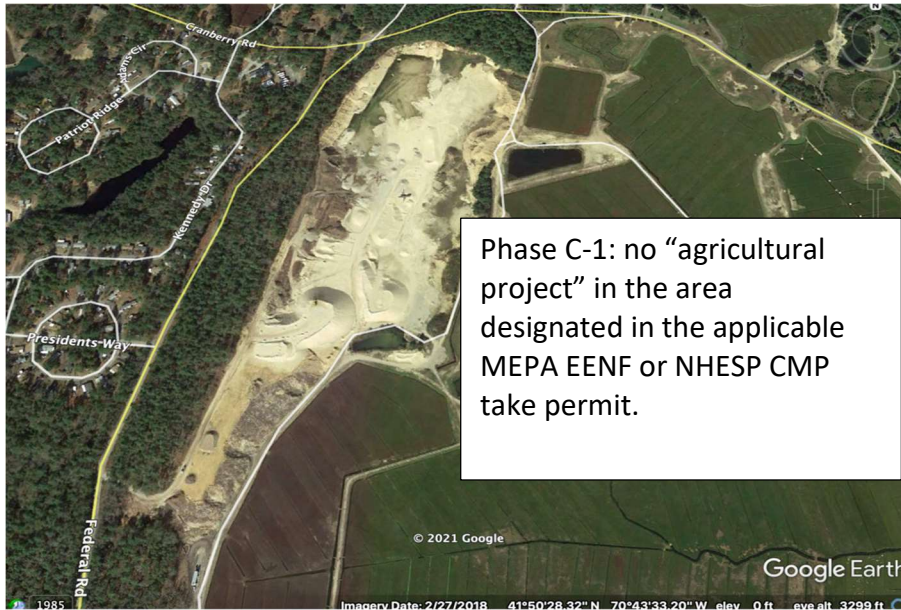 Cranberry Rd
Adams Cir
Patriot Ridge
Kennedy Dr
Presidents Way
Federal Rd
Phase C-1: no “agricultural
project” in the area
designated in the applicable
MEPA EENF or NHESP CMP
take permit.
© 2021 Google
Google Earth
1985
Imagery Date: 2/27/2018 41°50'28.32" N 70°43'33.20" W elev 0 ft eye alt 3299 ft